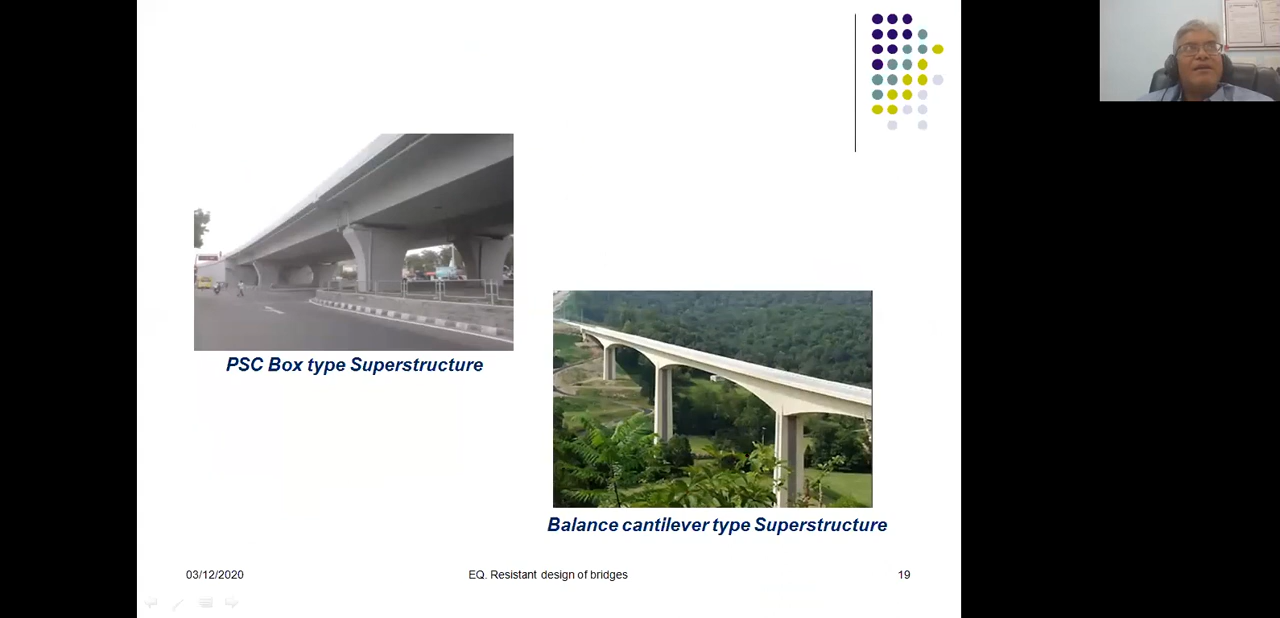 PSC Box type Superstructure
Balance cantilever type Superstructure
03/12/2020
EQ. Resistant design of bridges
19